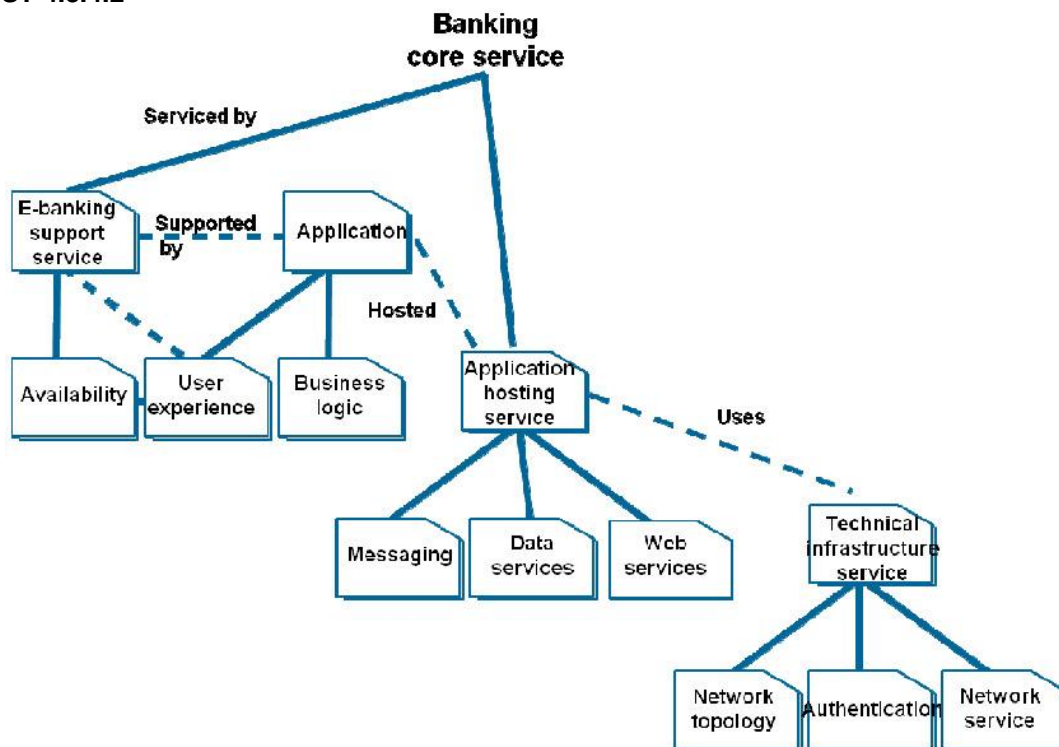 Banking
core service
Serviced by
E-banking
support
service
Supported
by
Application
Hosted
Availability
User
experience
Business
logic
Application
hosting
service
Uses
Messaging
Data
services
Web
services
Technical
infrastructure
service
Network
topology
Authentication
Network
service